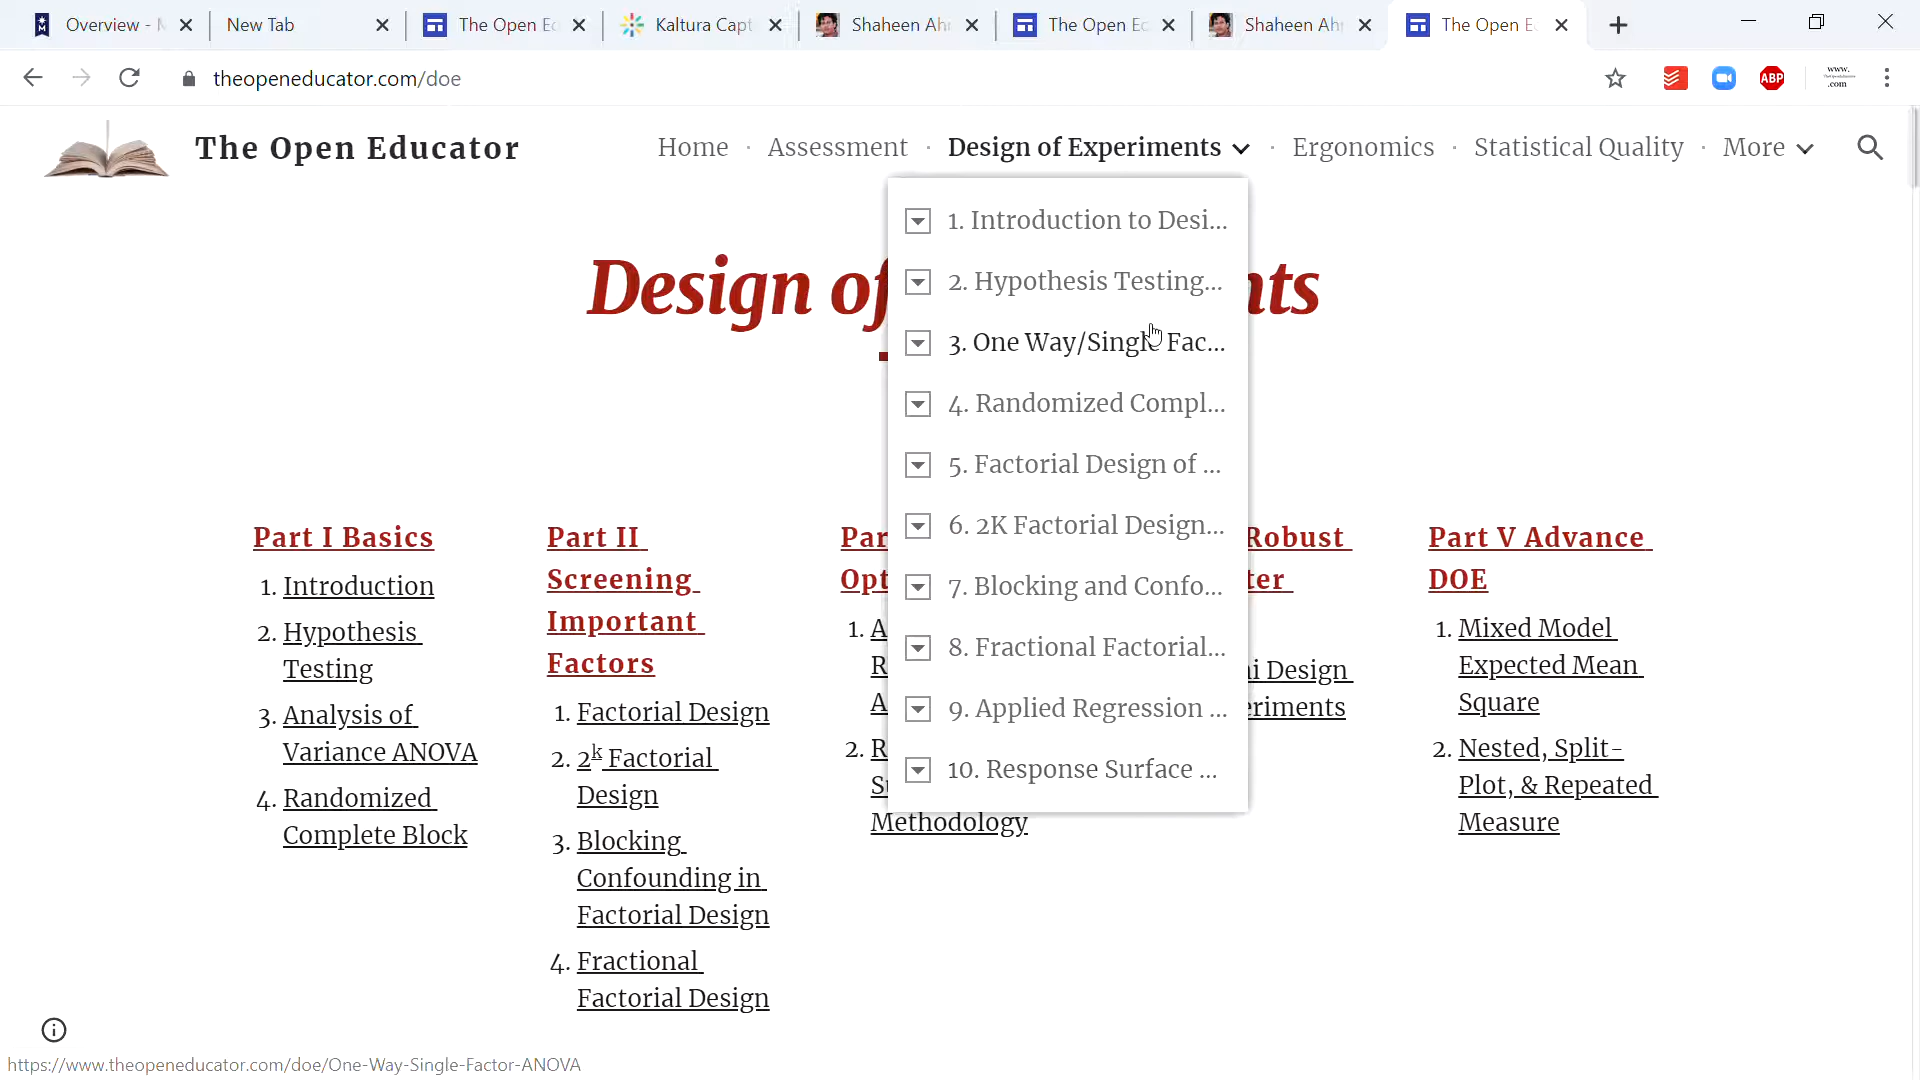 Overview - M
New Tab
The Open Ec
Kaltura Capt
Shaheen Ah
The Open Ec
Shaheen Ah
The Open E
theopeneducator.com/doe
ABP
www.
.com
The Open Educator
Home · Assessment · Design of Experiments · Ergonomics · Statistical Quality · More
1. Introduction to Desi...
2. Hypothesis Testing...
3. One Way/Single Fac...
4. Randomized Compl...
5. Factorial Design of ...
6. 2K Factorial Design...
7. Blocking and Confo...
8. Fractional Factorial...
9. Applied Regression ...
10. Response Surface ...
Design of nts
Part I Basics
1. Introduction
2. Hypothesis
Testing
3. Analysis of
Variance ANOVA
4. Randomized
Complete Block
Part II
Screening
Important
Factors
1. Factorial Design
2. 2k Factorial
Design
3. Blocking
Confounding in
Factorial Design
4. Fractional
Factorial Design
Par
Opt
1. A
R
A
2. R
Su
Methodology
Robust
ter
i Design
eriments
Part V Advance
DOE
1. Mixed Model
Expected Mean
Square
2. Nested, Split-
Plot, & Repeated
Measure
https://www.theopeneducator.com/doe/One-Way-Single-Factor-ANOVA